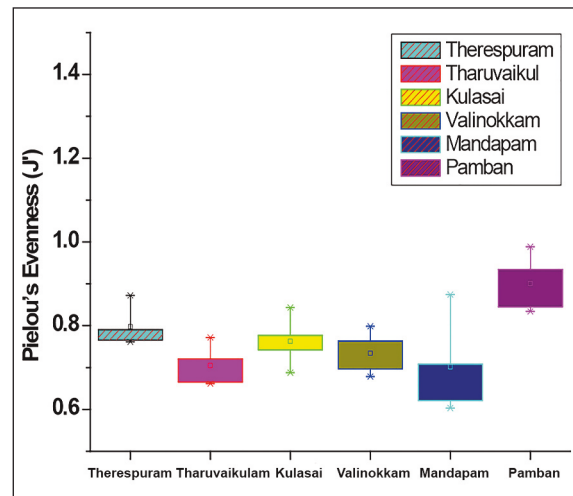 Pielou's Evenness (J')
1.4
1.2
1.0
0.8
0.6
Therespuram
Tharuvaikul
Kulasai
Valinokkam
Mandapam
Pamban
Therespuram Tharuvaikulam Kulasai Valinokkam Mandapam Pamban